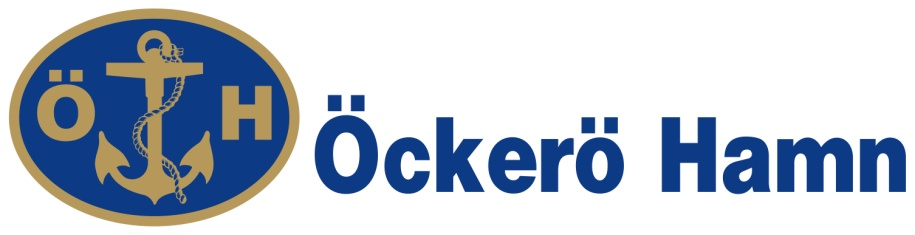 Ö H
Öckerö Hamn